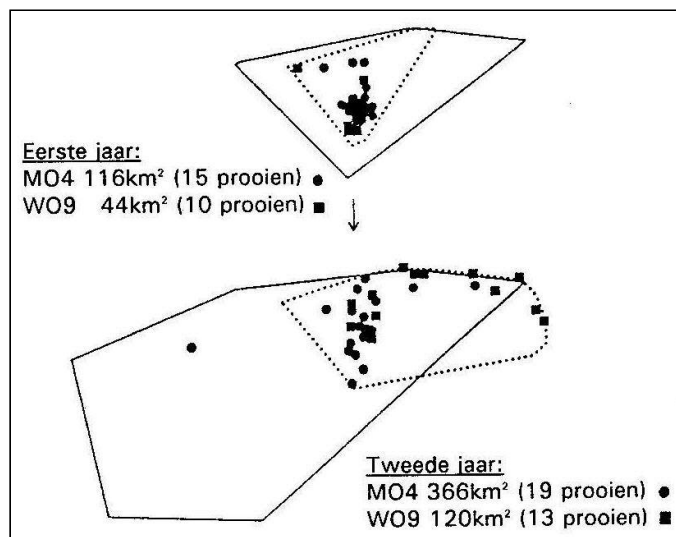 Eerste jaar:
MO4 116km² (15 prooien) ●
WO9 44km² (10 prooien) ■
Tweede jaar:
MO4 366km² (19 prooien) ●
WO9 120km² (13 prooien) ■